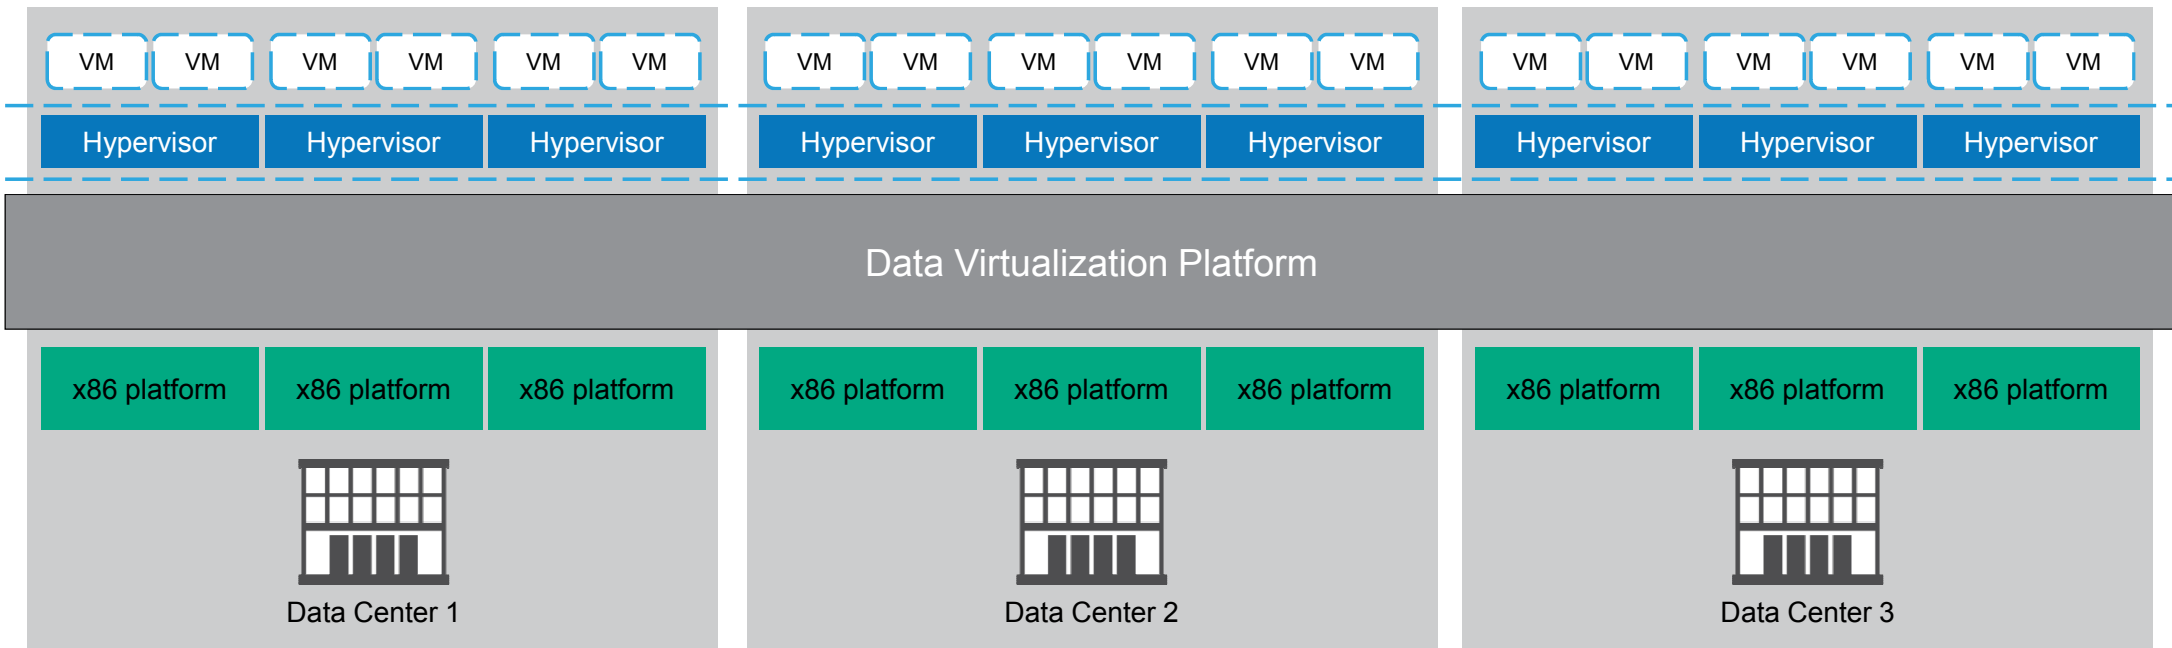 VM VM VM VM VM VM VM VM VM VM VM VM VM VM VM VM VM VM
Hypervisor Hypervisor Hypervisor Hypervisor Hypervisor Hypervisor Hypervisor Hypervisor Hypervisor
Data Virtualization Platform
x86 platform x86 platform x86 platform x86 platform x86 platform x86 platform x86 platform x86 platform x86 platform
Data Center 1 Data Center 2 Data Center 3